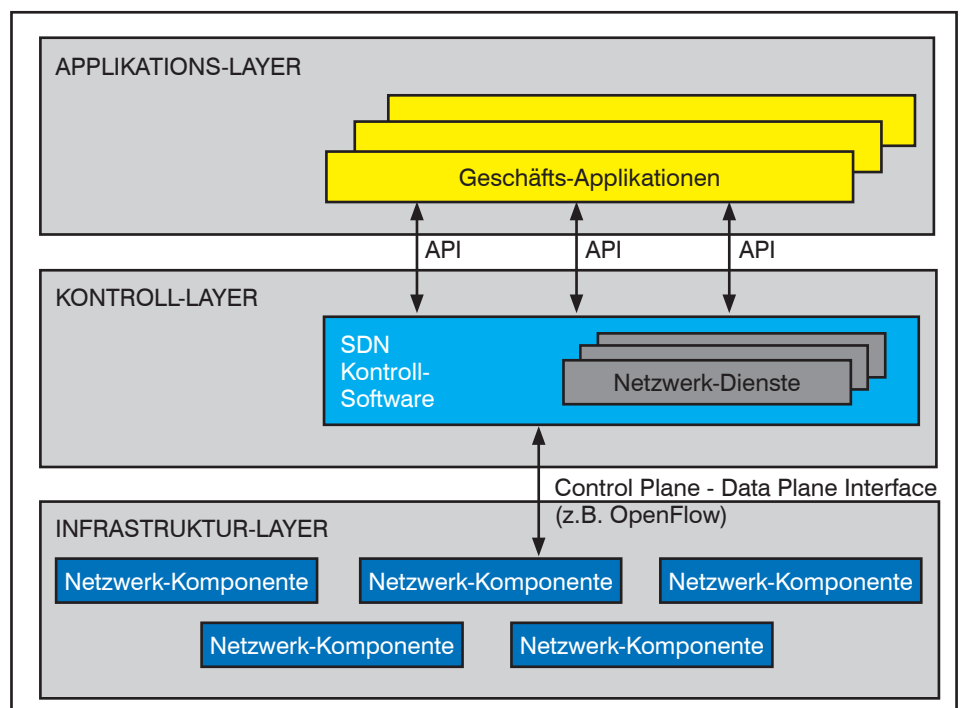 APPLIKATIONS-LAYER
Geschäfts-Applikationen
API
API
API
KONTROLL-LAYER
SDN
Kontroll-
Software
Netzwerk-Dienste
Control Plane - Data Plane Interface
(z.B. OpenFlow)
INFRASTRUKTUR-LAYER
Netzwerk-Komponente
Netzwerk-Komponente
Netzwerk-Komponente
Netzwerk-Komponente
Netzwerk-Komponente